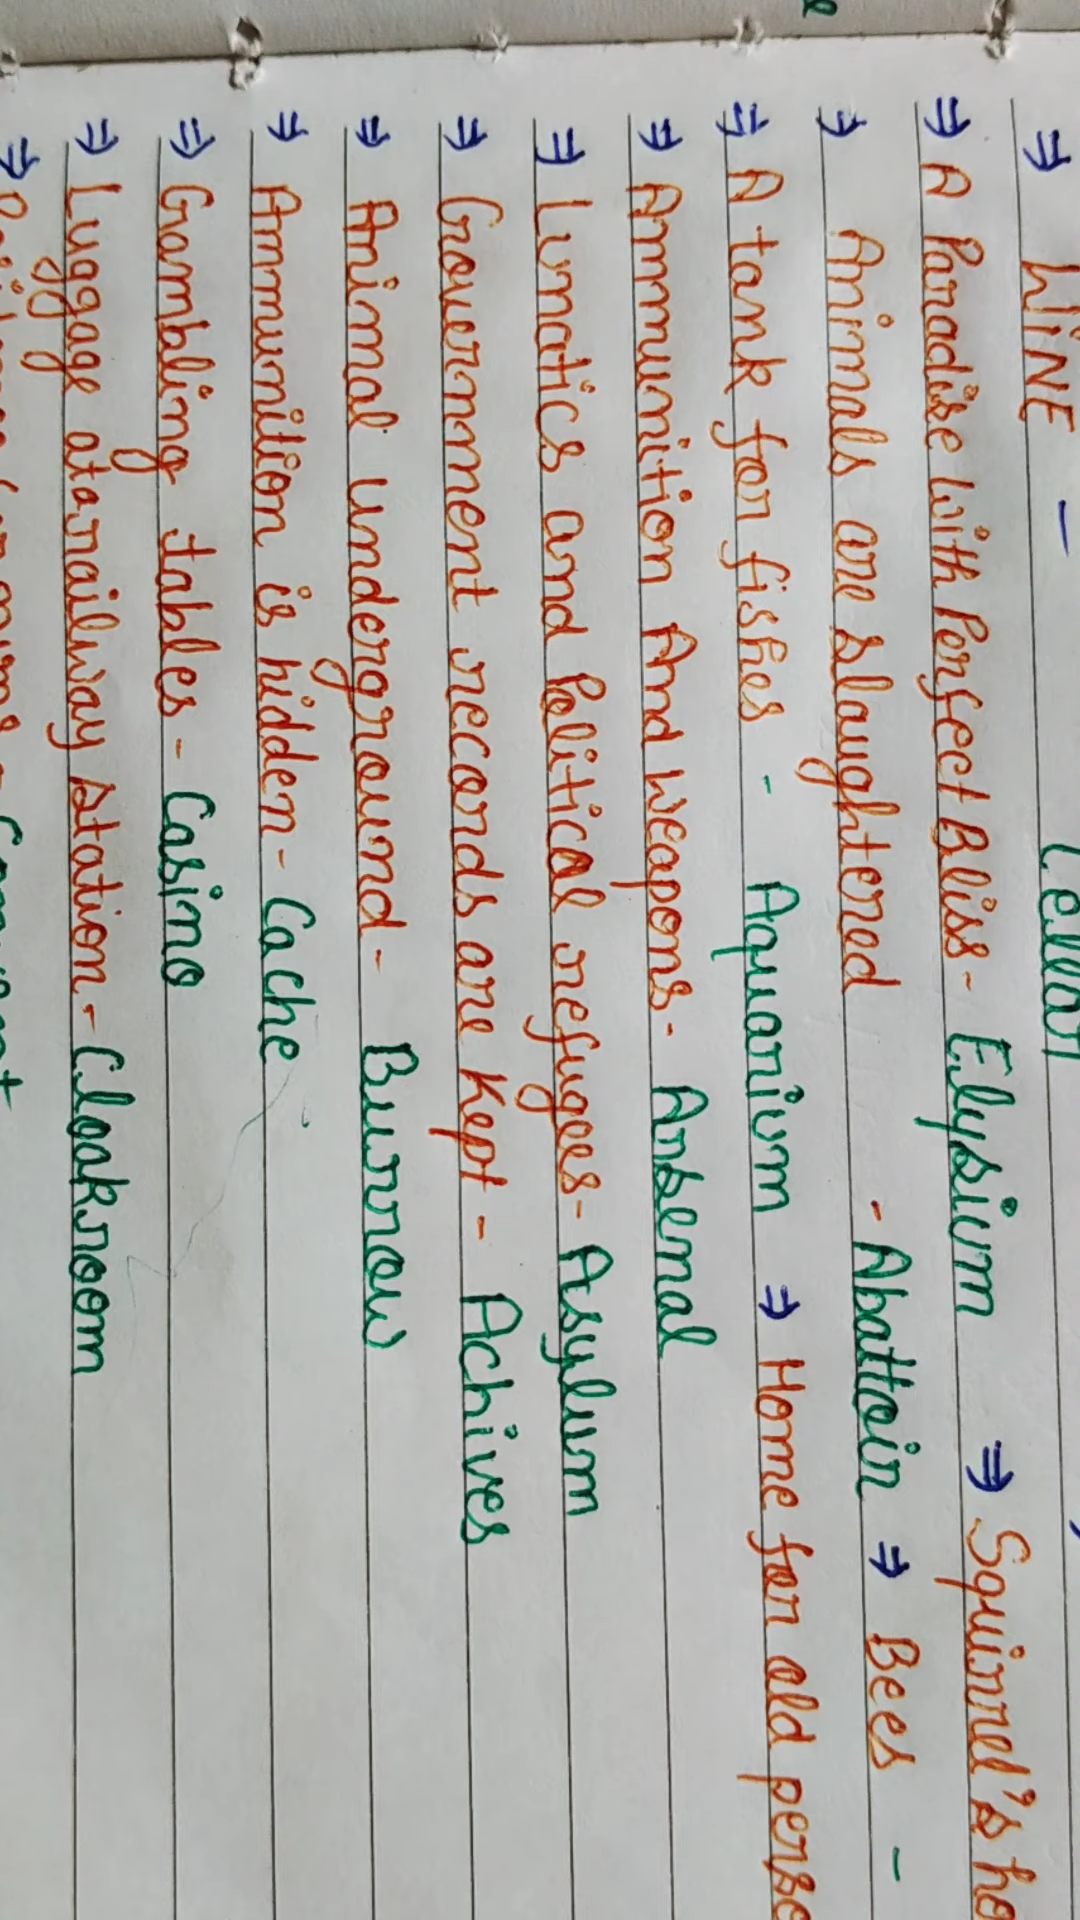 ⇒ WiNE - Cellar
⇒ A Paradise with Perfect Bliss - Elysium ⇒ Squirrel's ho
⇒ Animals are slaughtered - Abattoir ⇒ Bees -
⇒ A tank for fishes - Aquarium ⇒ Home for old perso
⇒ Ammunition And weapons - Arsenal
⇒ Lunatics and Political refugees - Asylum
⇒ Government records are kept - Achives
⇒ Animal underground - Burrow
⇒ Ammunition is hidden - Cache
⇒ Gambling tables - Casino
⇒ Luggage at a railway station - Cloakroom